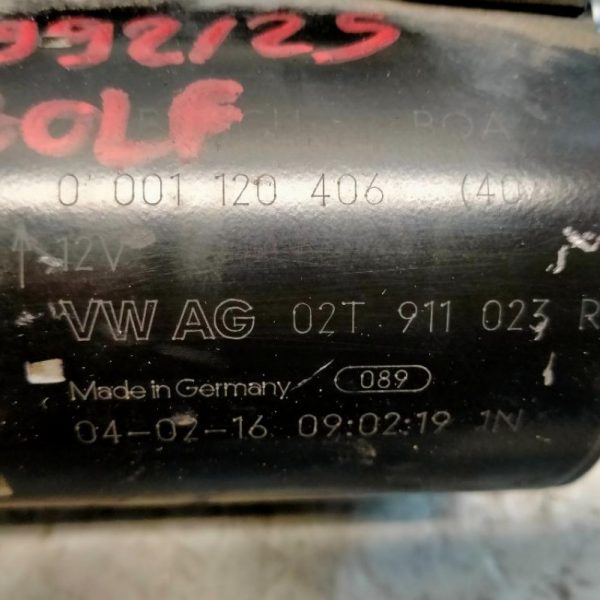 992125
GOLF
0 001 120 406 (40
12V
VW AG 02T 911 023 R
Made in Germany 089
04-02-16 09:02:19 1N